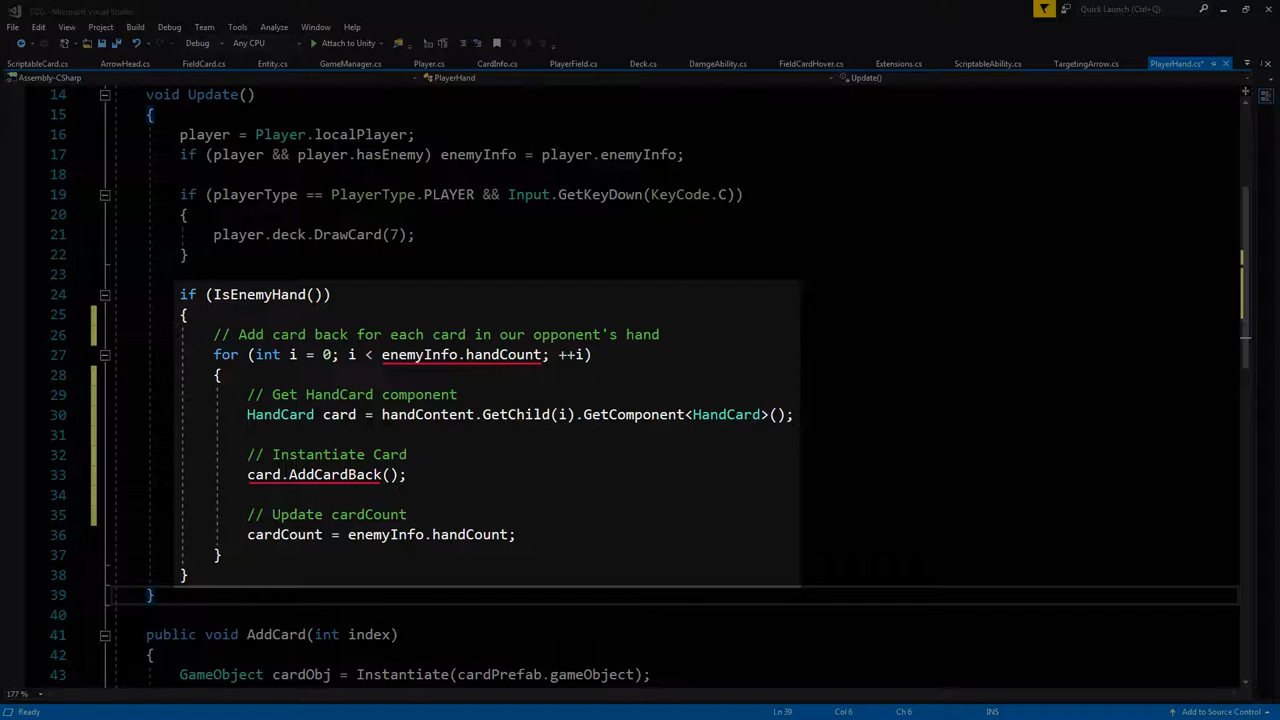 TCG - Microsoft Visual Studio
Quick Launch (Ctrl+Q)
File Edit View Project Build Debug Team Tools Analyze Window Help
Debug Any CPU Attach to Unity
ScriptableCard.cs ArrowHead.cs FieldCard.cs Entity.cs GameManager.cs Player.cs CardInfo.cs PlayerField.cs Deck.cs DamgeAbility.cs FieldCardHover.cs Extensions.cs ScriptableAbility.cs TargetingArrow.cs PlayerHand.cs*
Assembly-CSharp PlayerHand Update()
14 void Update()
15 {
16 player = Player.localPlayer;
17 if (player && player.hasEnemy) enemyInfo = player.enemyInfo;
18
19 if (playerType == PlayerType.PLAYER && Input.GetKeyDown(KeyCode.C))
20 {
21 player.deck.DrawCard(7);
22 }
23
24 if (IsEnemyHand())
25 {
26 // Add card back for each card in our opponent's hand
27 for (int i = 0; i < enemyInfo.handCount; ++i)
28 {
29 // Get HandCard component
30 HandCard card = handContent.GetChild(i).GetComponent<HandCard>();
31
32 // Instantiate Card
33 card.AddCardBack();
34
35 // Update cardCount
36 cardCount = enemyInfo.handCount;
37 }
38 }
39 }
40
41 public void AddCard(int index)
42 {
43 GameObject cardObj = Instantiate(cardPrefab.gameObject);
177 %
Ready Ln 39 Col 6 Ch 6 INS Add to Source Control